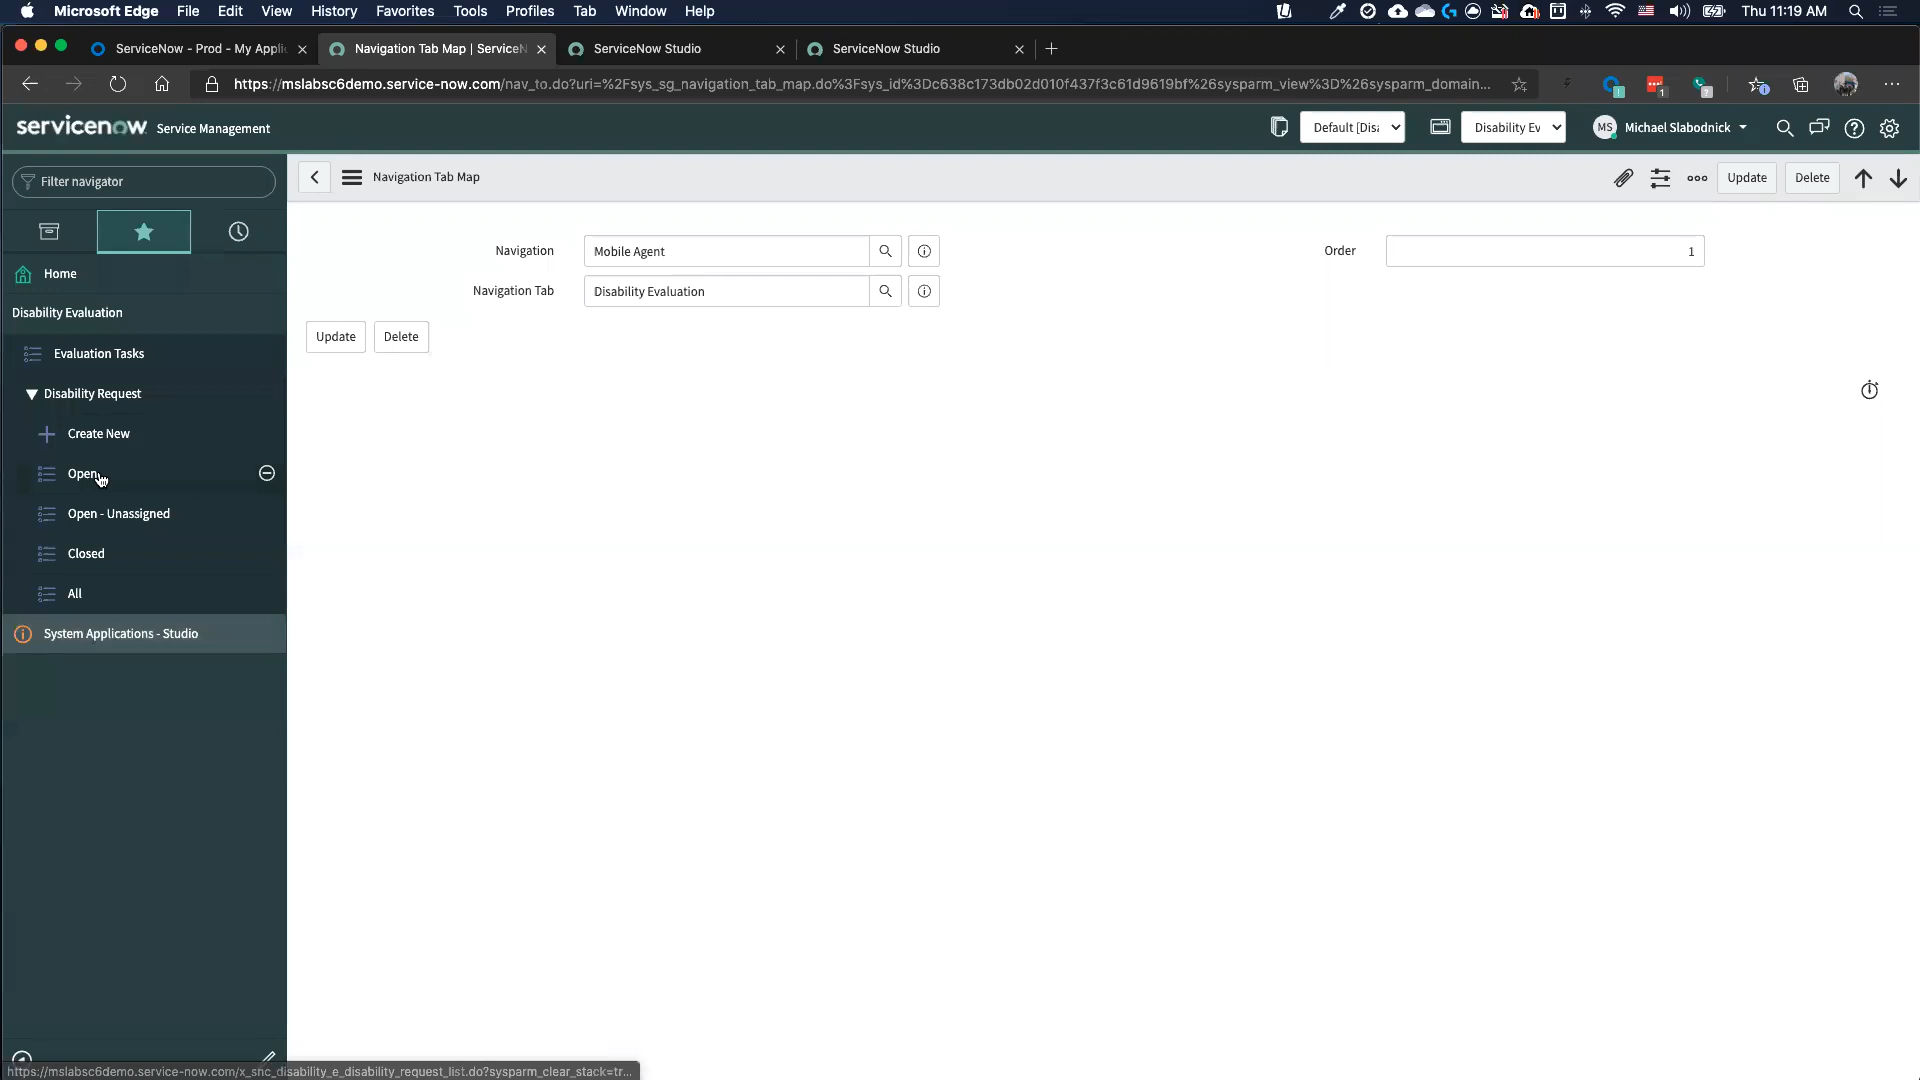 Microsoft Edge File Edit View History Favorites Tools Profiles Tab Window Help Thu 11:19 AM
ServiceNow - Prod - My Appli Navigation Tab Map | ServiceN ServiceNow Studio ServiceNow Studio
https://mslabsc6demo.service-now.com/nav_to.do?uri=%2Fsys_sg_navigation_tab_map.do%3Fsys_id%3Dc638c173db02d010f437f3c61d9619bf%26sysparm_view%3D%26sysparm_domain...
servicenow Service Management Default [Disa Disability Ev MS Michael Slabodnick
Filter navigator
Navigation Tab Map Update Delete
Home
Disability Evaluation
Evaluation Tasks
Disability Request
Create New
Open
Open - Unassigned
Closed
All
System Applications - Studio
Navigation Mobile Agent Order 1
Navigation Tab Disability Evaluation
Update Delete
https://mslabsc6demo.service-now.com/x_snc_disability_e_disability_request_list.do?sysparm_clear_stack=tr...